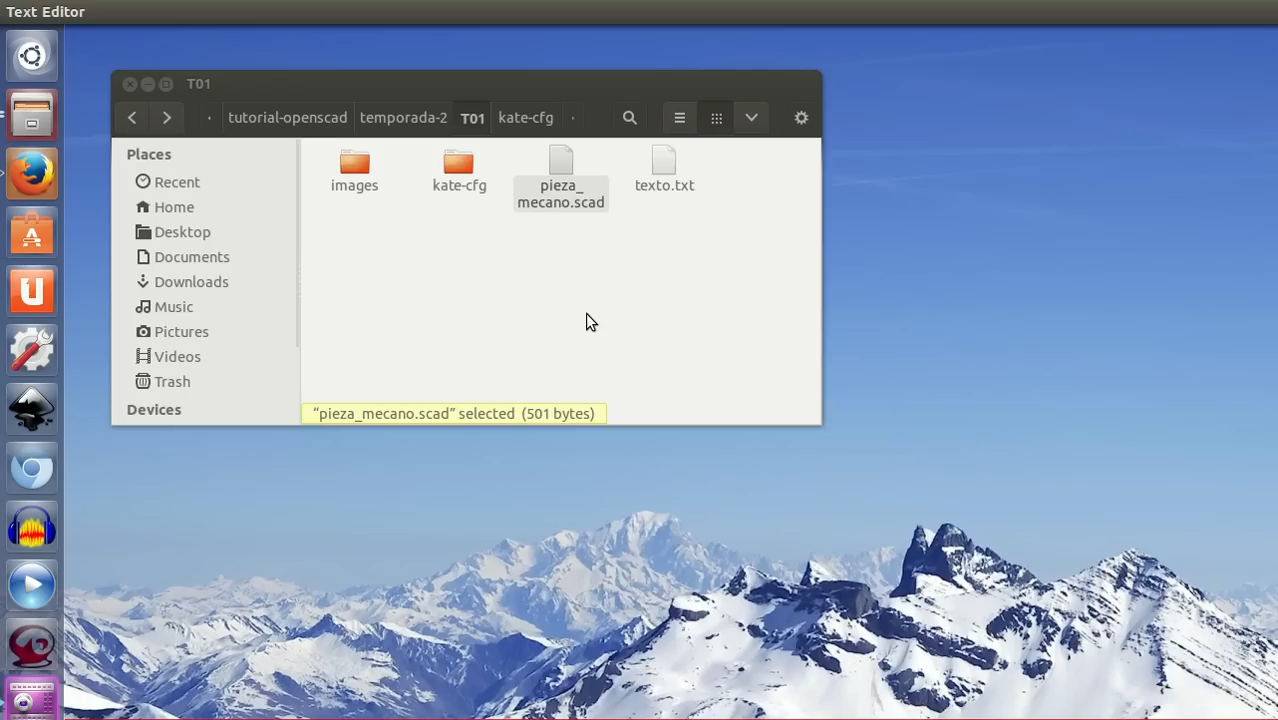 Text Editor
T01
tutorial-openscad
temporada-2
T01
kate-cfg
Places
Recent
Home
Desktop
Documents
Downloads
Music
Pictures
Videos
Trash
Devices
images
kate-cfg
pieza_
mecano.scad
texto.txt
“pieza_mecano.scad” selected (501 bytes)